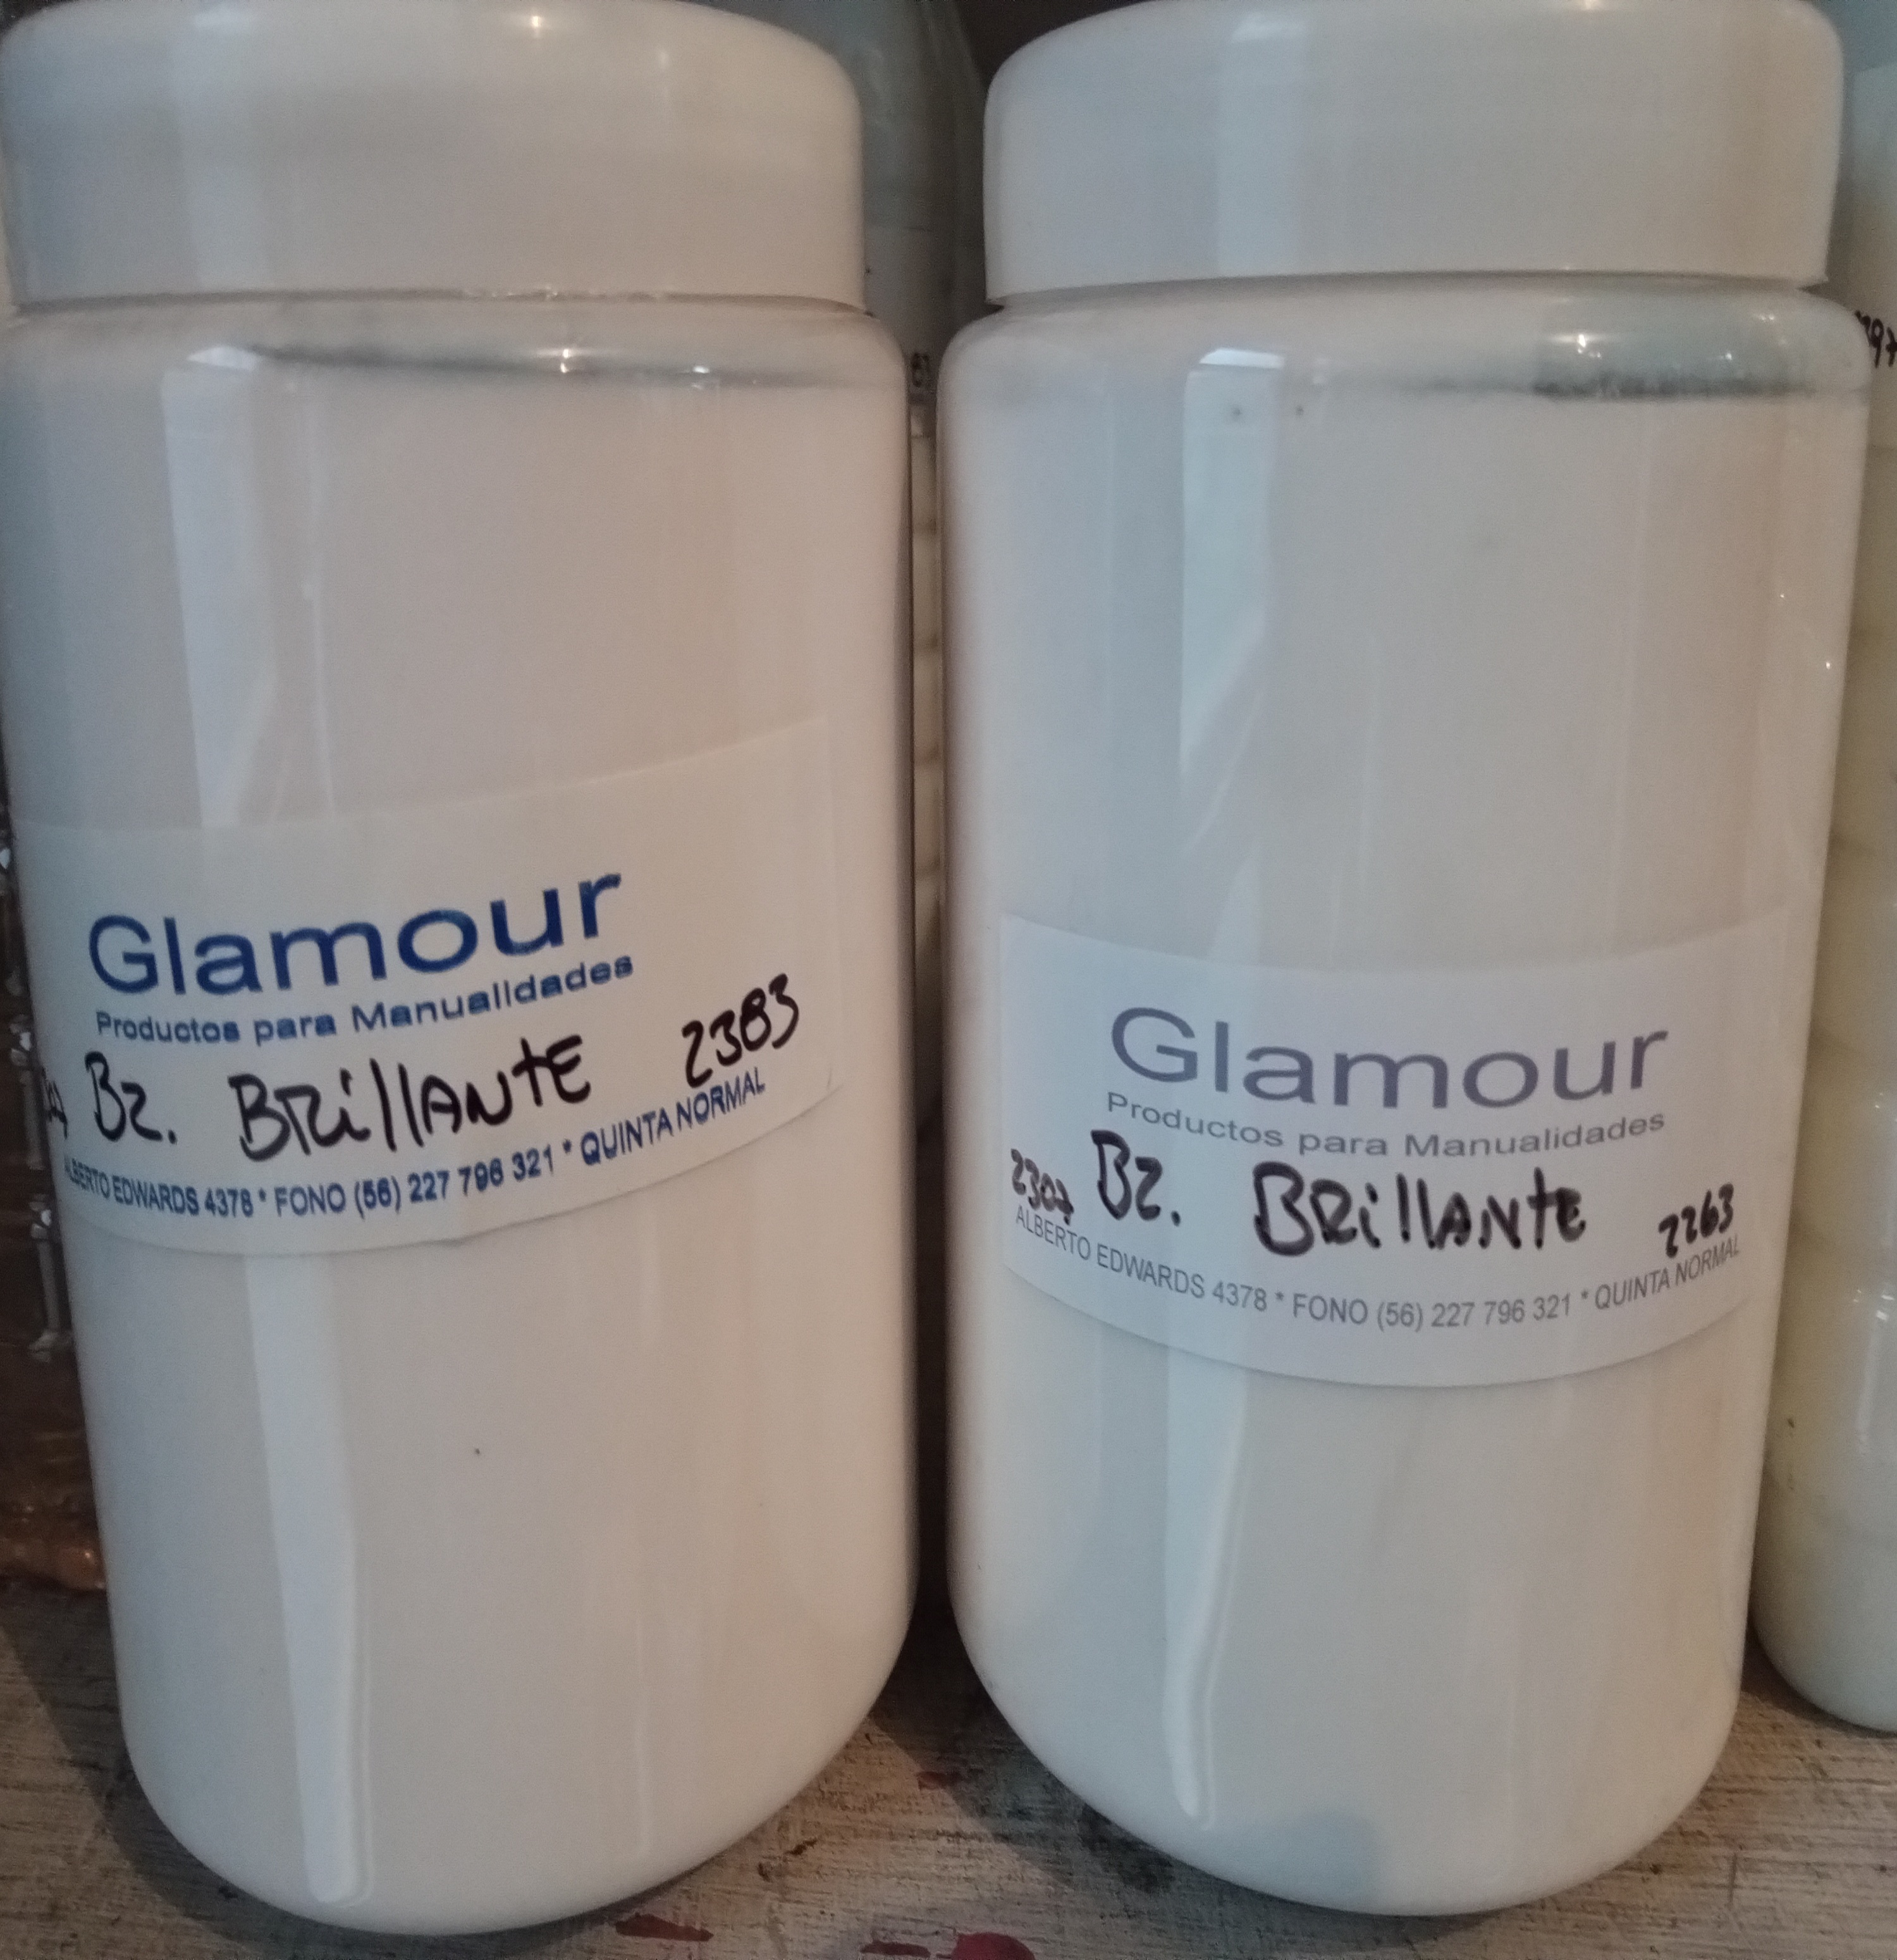 Glamour
Productos para Manualidades
Bz. BRillANtE 2383
ALBERTO EDWARDS 4378 * FONO (56) 227 796 321 * QUINTA NORMAL
Glamour
Productos para Manualidades
2307 Bz. BRillANtE 2263
ALBERTO EDWARDS 4378 * FONO (56) 227 796 321 * QUINTA NORMAL